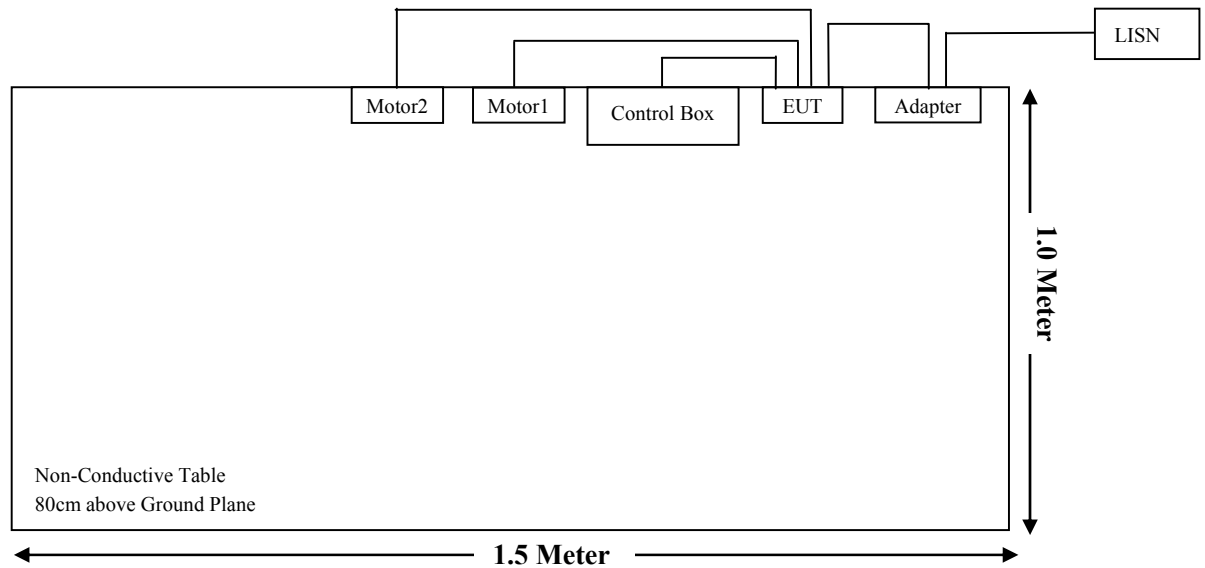 LISN
Motor2
Motor1
Control Box
EUT
Adapter
1.0 Meter
Non-Conductive Table
80cm above Ground Plane
1.5 Meter